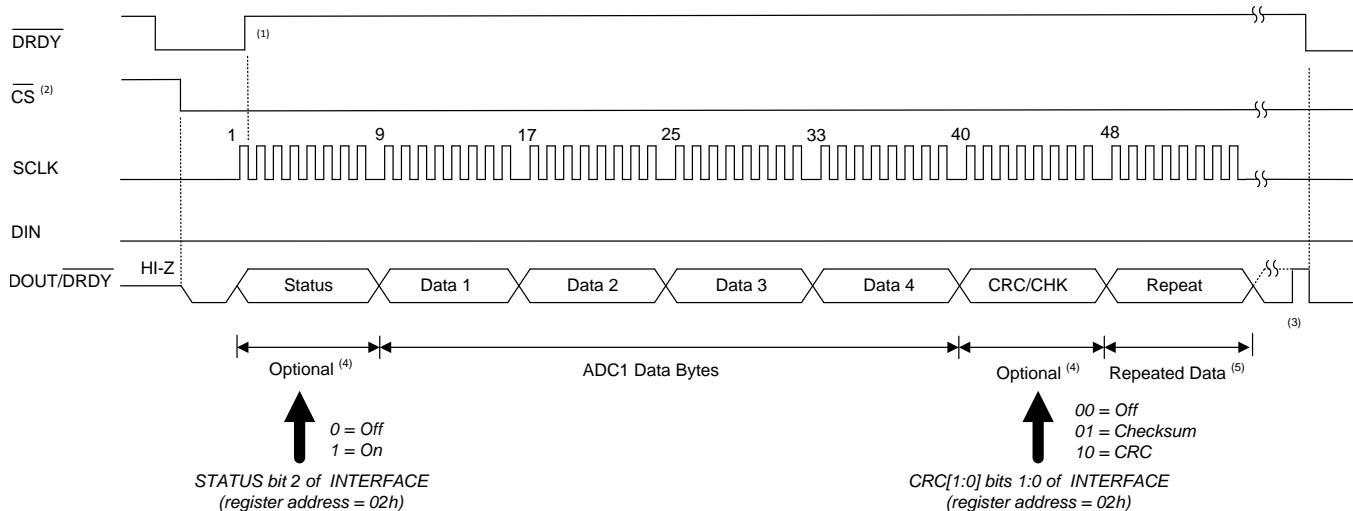 DRDY
(1)
CS (2)
1 9 17 25 33 40 48
SCLK
DIN
HI-Z
DOUT/DRDY
Status Data 1 Data 2 Data 3 Data 4 CRC/CHK Repeat
(3)
Optional (4) ADC1 Data Bytes Optional (4) Repeated Data (5)
0 = Off
1 = On
STATUS bit 2 of INTERFACE
(register address = 02h)
00 = Off
01 = Checksum
10 = CRC
CRC[1:0] bits 1:0 of INTERFACE
(register address = 02h)